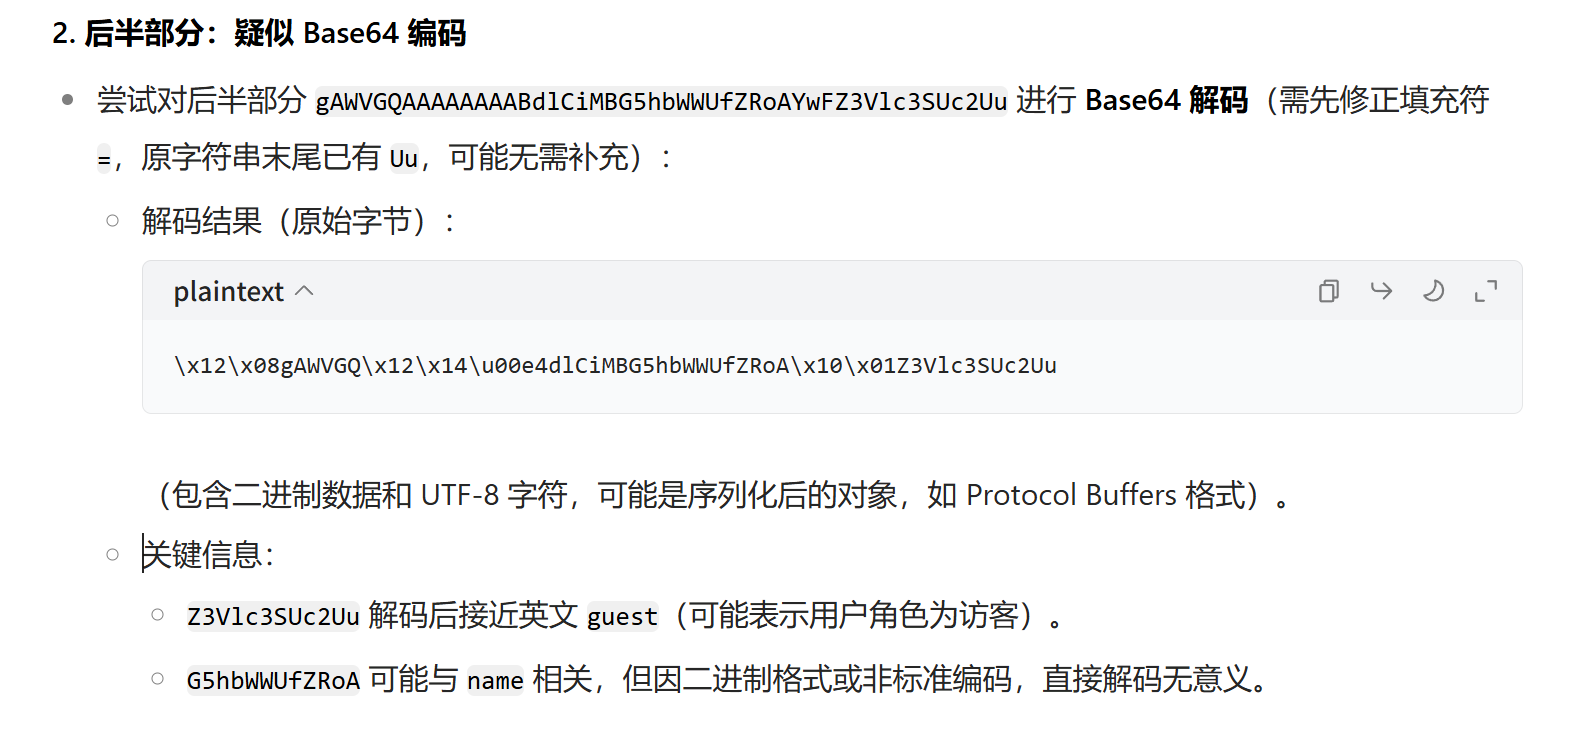 2. 后半部分：疑似 Base64 编码
尝试对后半部分 gAWVGQAAAAAAAABdlCiMBG5hbWWUfZRoAYwFZ3Vlc3SUc2Uu 进行 Base64 解码（需先修正填充符
=，原字符串末尾已有 Uu，可能无需补充）：
解码结果（原始字节）：
plaintext
\x12\x08gAWVGQ\x12\x14\u00e4dlCiMBG5hbWWUfZRoA\x10\x01Z3Vlc3SUc2Uu
（包含二进制数据和 UTF-8 字符，可能是序列化后的对象，如 Protocol Buffers 格式）。
关键信息：
Z3Vlc3SUc2Uu 解码后接近英文 guest（可能表示用户角色为访客）。
G5hbWWUfZRoA 可能与 name 相关，但因二进制格式或非标准编码，直接解码无意义。